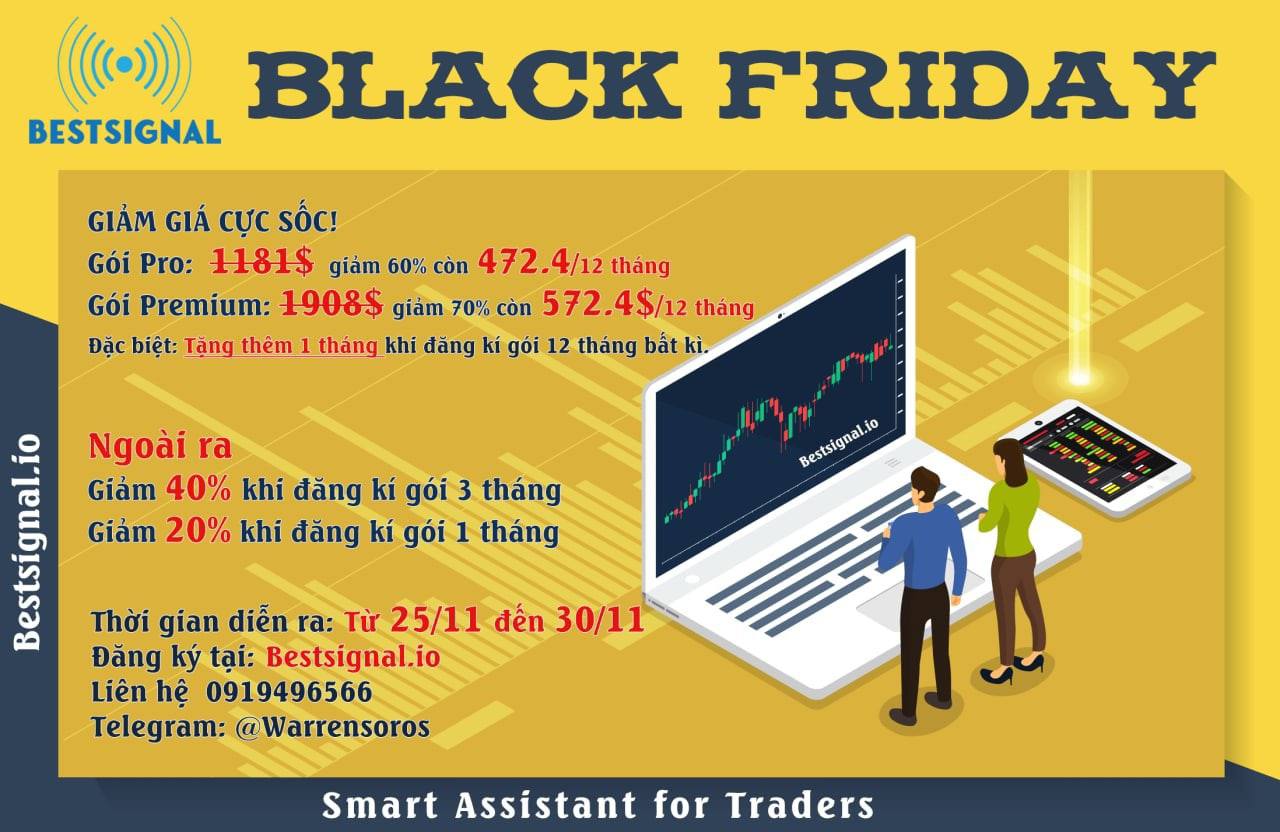 BESTSIGNAL
BLACK FRIDAY
GIẢM GIÁ CỰC SỐC!
Gói Pro: 1181$ giảm 60% còn 472.4/12 tháng
Gói Premium: 1908$ giảm 70% còn 572.4$/12 tháng
Đặc biệt: Tặng thêm 1 tháng khi đăng kí gói 12 tháng bất kì.
Ngoài ra
Giảm 40% khi đăng kí gói 3 tháng
Giảm 20% khi đăng kí gói 1 tháng
Thời gian diễn ra: Từ 25/11 đến 30/11
Đăng ký tại: Bestsignal.io
Liên hệ 0919496566
Telegram: @Warrensoros
Bestsignal.io
Bestsignal.io
Smart Assistant for Traders